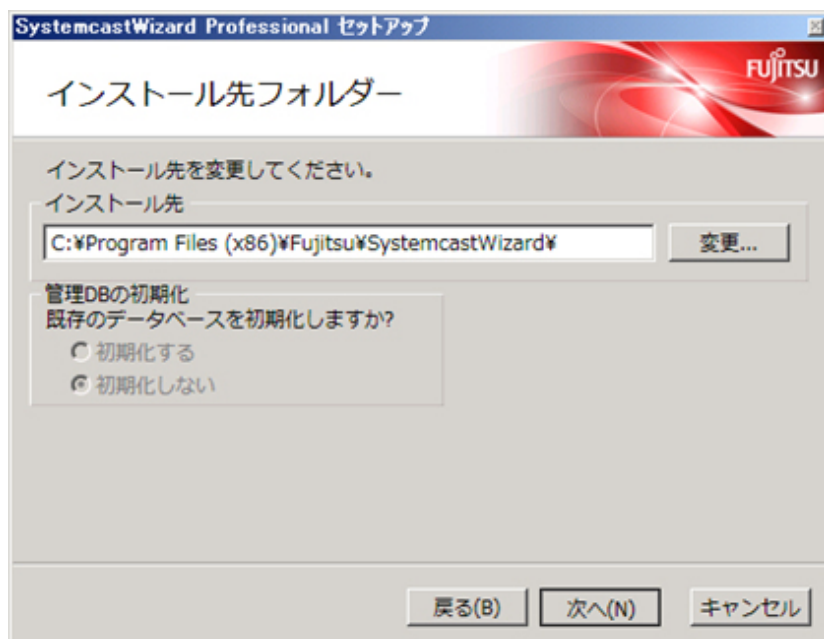 SystemcastWizard Professional セットアップ
インストール先フォルダー
FUJITSU
インストール先を変更してください。
インストール先
C:¥Program Files (x86)¥Fujitsu¥SystemcastWizard¥
変更...
管理DBの初期化
既存のデータベースを初期化しますか?
初期化する
初期化しない
戻る(B)
次へ(N)
キャンセル